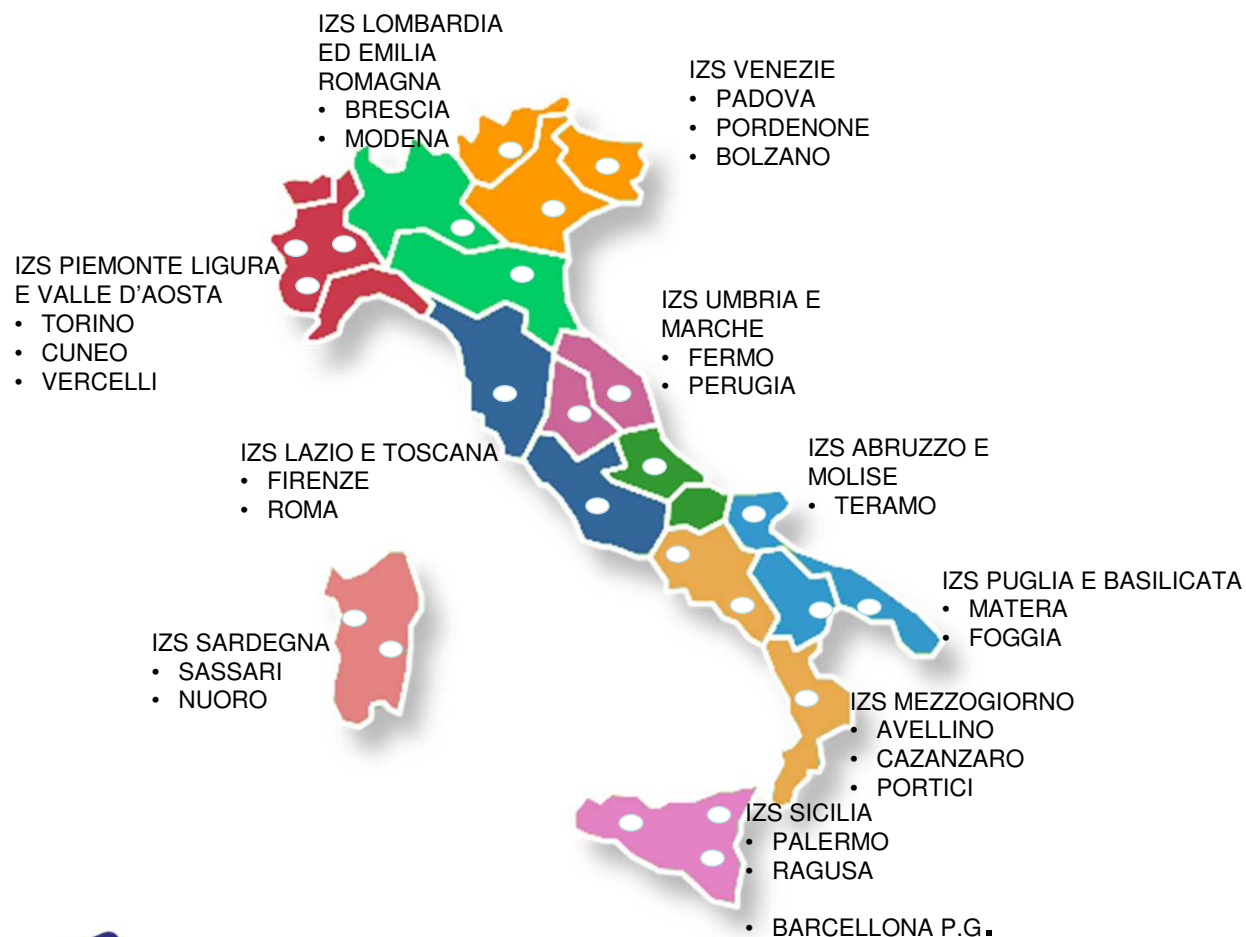 IZS LOMBARDIA
ED EMILIA
ROMAGNA
• BRESCIA
• MODENA
IZS VENEZIE
• PADOVA
• PORDENONE
• BOLZANO
IZS PIEMONTE LIGURA
E VALLE D'AOSTA
• TORINO
• CUNEO
• VERCELLI
IZS UMBRIA E
MARCHE
• FERMO
• PERUGIA
IZS LAZIO E TOSCANA
• FIRENZE
• ROMA
IZS ABRUZZO E
MOLISE
• TERAMO
IZS PUGLIA E BASILICATA
• MATERA
• FOGGIA
IZS SARDEGNA
• SASSARI
• NUORO
IZS MEZZOGIORNO
• AVELLINO
• CAZANZARO
• PORTICI
IZS SICILIA
• PALERMO
• RAGUSA
• BARCELLONA P.G.